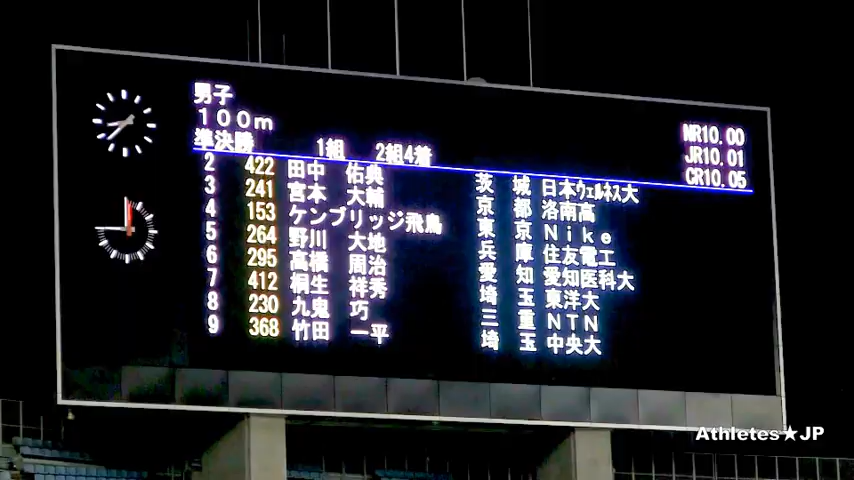 男子
100m
準決勝 1組 2組4着
NR10.00
JR10.01
CR10.05
2 422 田中 佑典 茨 城 日本ウェルネス大
3 241 宮本 大輔 京 都 洛南高
4 153 ケンブリッジ飛鳥 東 京 Nike
5 264 野川 大地 兵 庫 住友電工
6 295 高橋 周治 愛 知 愛知医科大
7 412 桐生 祥秀 埼 玉 東洋大
8 230 九鬼 巧 三 重 NTN
9 368 竹田 一平 埼 玉 中央大
Athletes★JP